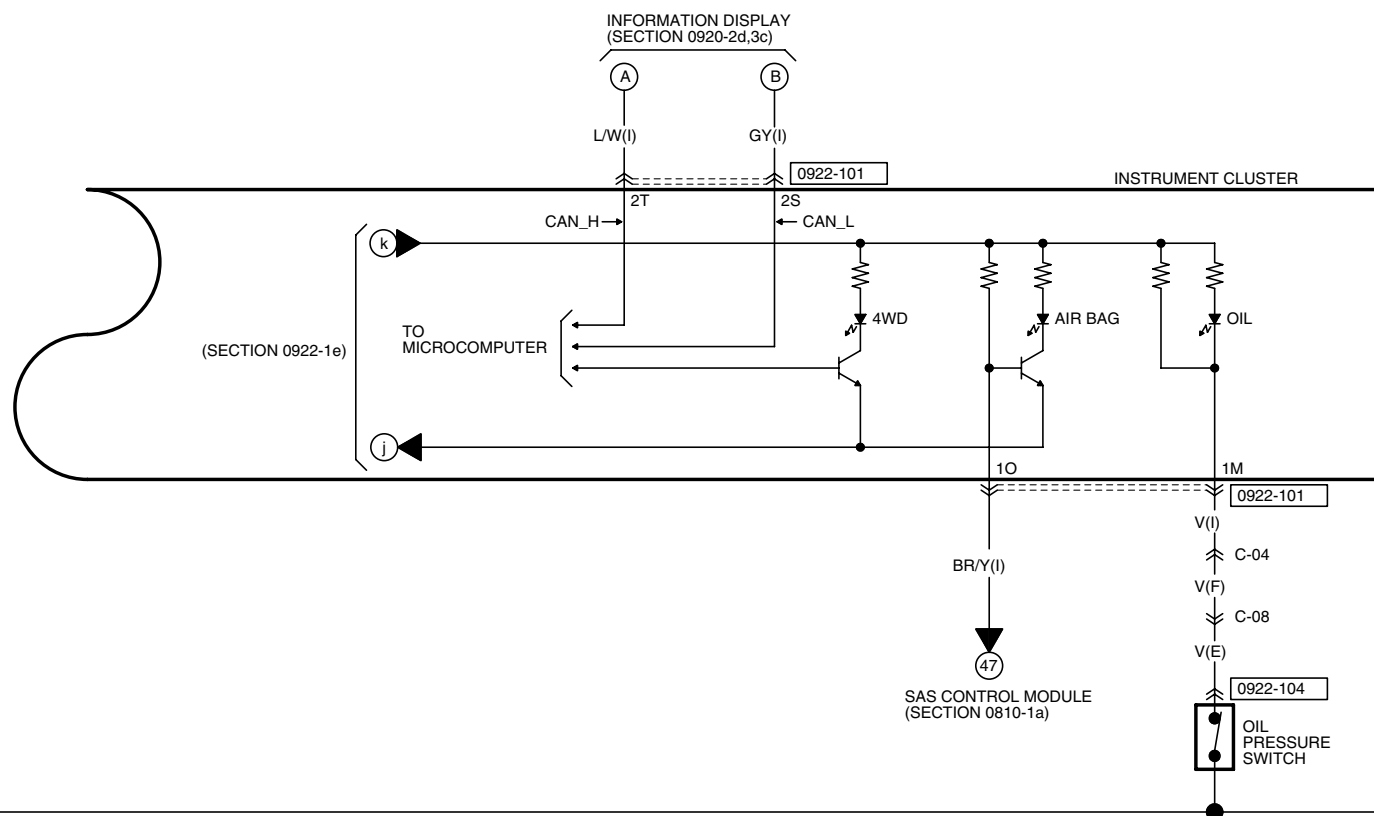 INFORMATION DISPLAY
(SECTION 0920-2d,3c)
A
B
L/W(I)
GY(I)
0922-101
INSTRUMENT CLUSTER
2T
2S
CAN_H
CAN_L
k
4WD
AIR BAG
OIL
TO
MICROCOMPUTER
(SECTION 0922-1e)
j
1O
1M
0922-101
V(I)
C-04
BR/Y(I)
V(F)
C-08
V(E)
47
0922-104
SAS CONTROL MODULE
(SECTION 0810-1a)
OIL
PRESSURE
SWITCH